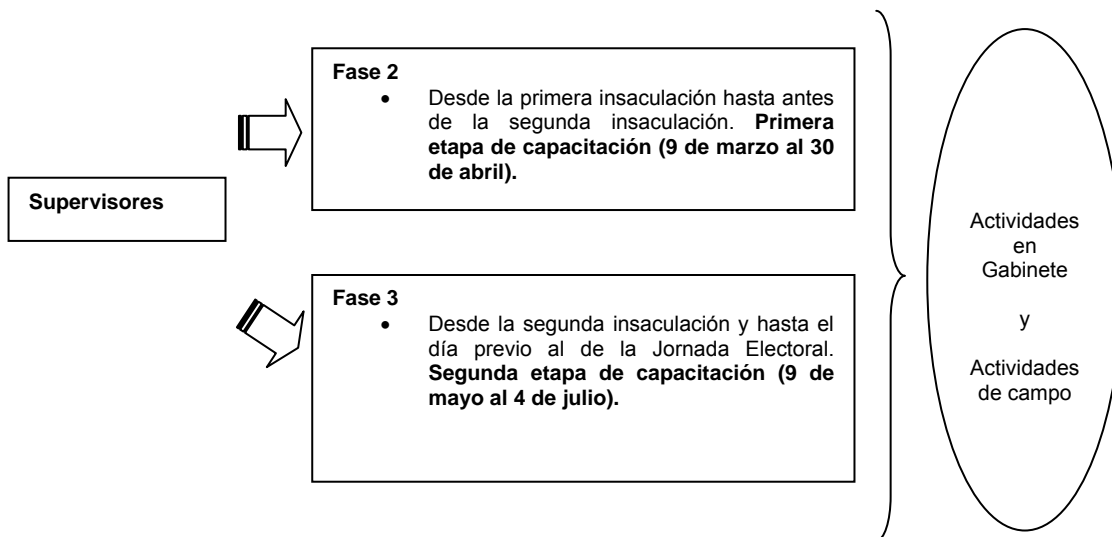 Supervisores
Fase 2
• Desde la primera insaculación hasta antes
de la segunda insaculación. Primera
etapa de capacitación (9 de marzo al 30
de abril).
Fase 3
• Desde la segunda insaculación y hasta el
día previo al de la Jornada Electoral.
Segunda etapa de capacitación (9 de
mayo al 4 de julio).
Actividades
en
Gabinete
y
Actividades
de campo